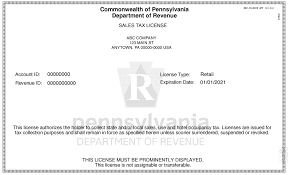 Commonwealth of Pennsylvania
Department of Revenue
SALES TAX LICENSE
ABC COMPANY
123 MAIN ST
ANYTOWN, PA 00000-0000 USA
Account ID: 00000000
License Type: Retail
Revenue ID: 0000000000
Expiration Date: 01/01/2021
R
pennsylvania
DEPARTMENT OF REVENUE
This license authorizes the holder to collect state and/or local sales, use and hotel occupancy tax. Licenses are issued for
tax collection purposes and shall remain in force as specified hereon unless sooner surrendered, suspended or revoked.
THIS LICENSE MUST BE PROMINENTLY DISPLAYED.
This license is not assignable or transferable.